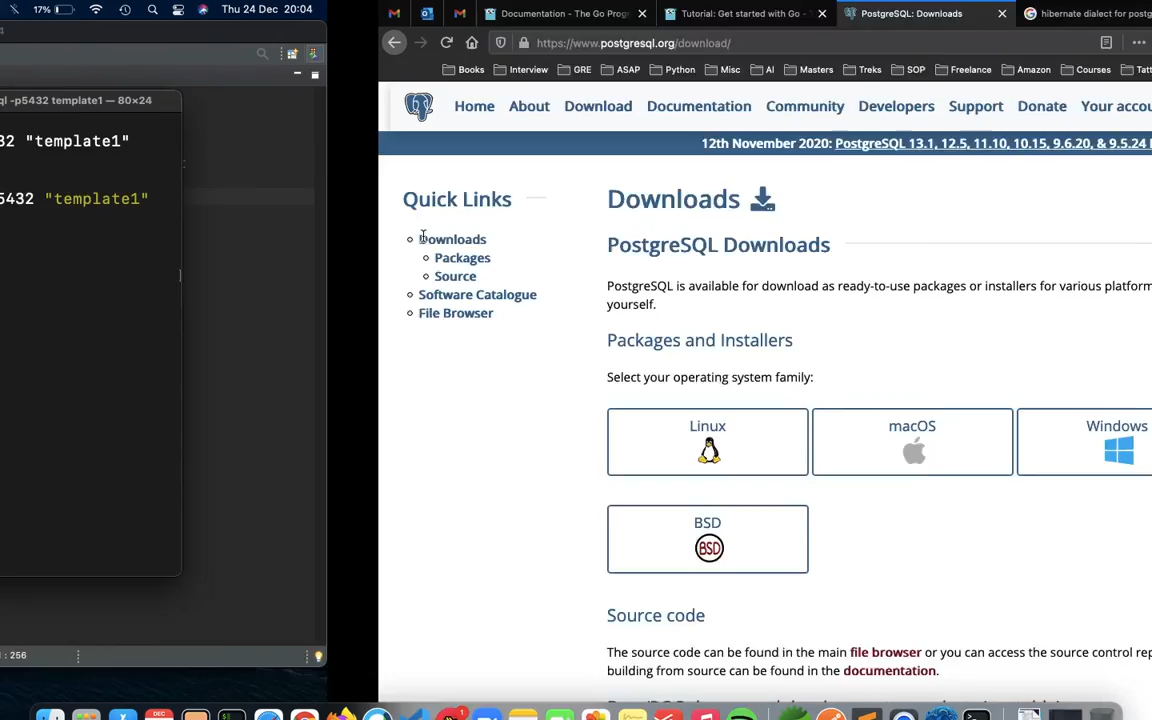 17% Thu 24 Dec 20:04
ql -p5432 template1 — 80×24
32 "template1"
5432 "template1"
: 256
Documentation - The Go Prog
Tutorial: Get started with Go -
PostgreSQL: Downloads
hibernate dialect for postg
https://www.postgresql.org/download/
Books Interview GRE ASAP Python Misc AI Masters Treks SOP Freelance Amazon Courses Tatt
Home About Download Documentation Community Developers Support Donate Your accou
12th November 2020: PostgreSQL 13.1, 12.5, 11.10, 10.15, 9.6.20, & 9.5.24
Quick Links
Downloads
Packages
Source
Software Catalogue
File Browser
Downloads
PostgreSQL Downloads
PostgreSQL is available for download as ready-to-use packages or installers for various platform
yourself.
Packages and Installers
Select your operating system family:
Linux
macOS
Windows
BSD
BSD
Source code
The source code can be found in the main file browser or you can access the source control rep
building from source can be found in the documentation.